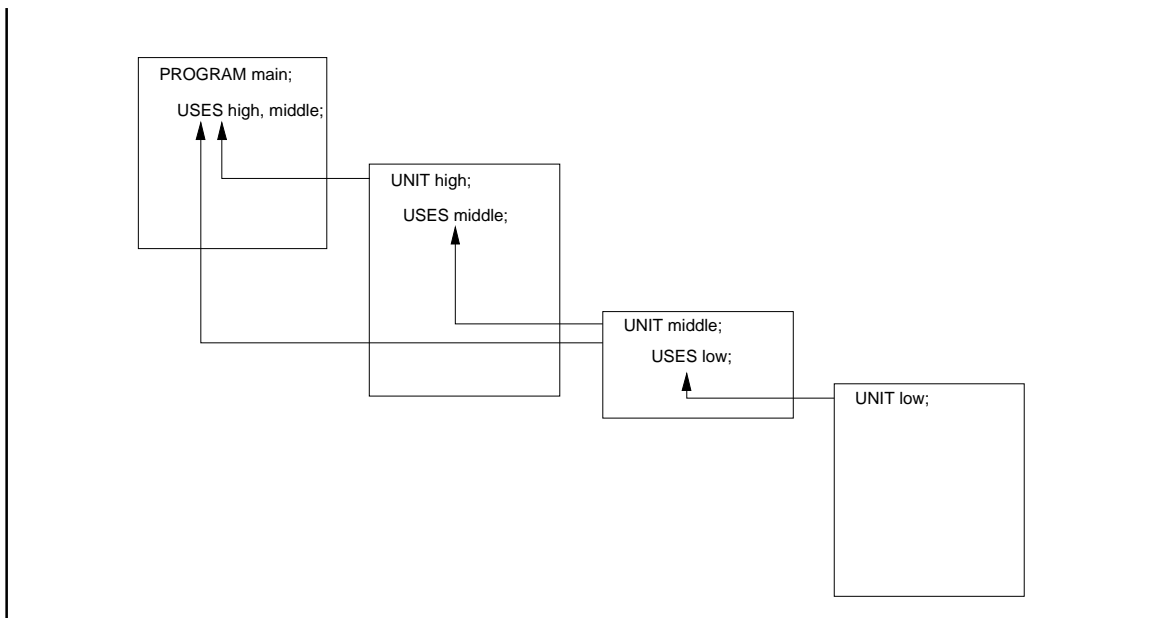 PROGRAM main;
USES high, middle;
UNIT high;
USES middle;
UNIT middle;
USES low;
UNIT low;